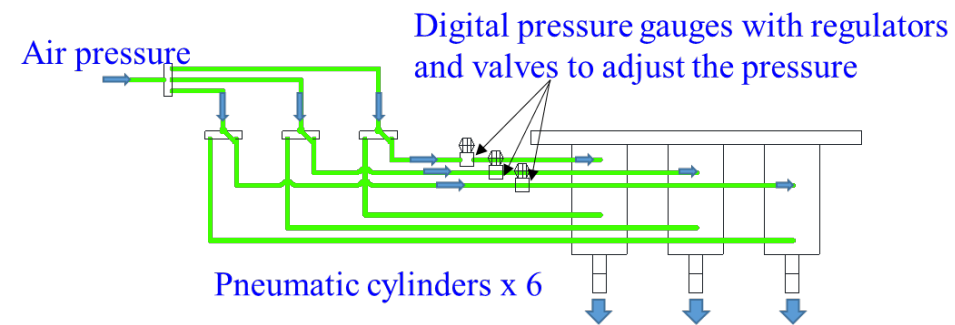 Digital pressure gauges with regulators
Air pressure
and valves to adjust the pressure
Pneumatic cylinders x 6